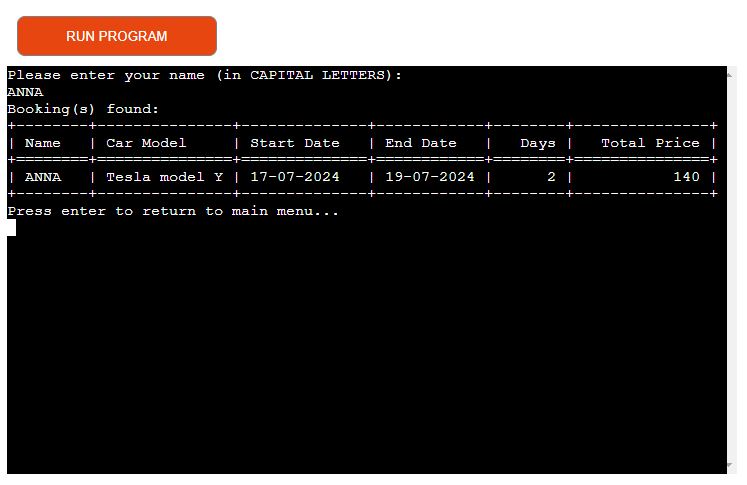 RUN PROGRAM
Please enter your name (in CAPITAL LETTERS):
ANNA
Booking(s) found:
+--------+-------------+--------------+------------+--------+---------------+
| Name   | Car Model     | Start Date   | End Date   |   Days |   Total Price |
+========+===============+==============+============+========+===============+
| ANNA   | Tesla model Y | 17-07-2024   | 19-07-2024 |      2 |           140 |
+--------+---------------+--------------+------------+--------+---------------+
Press enter to return to main menu...